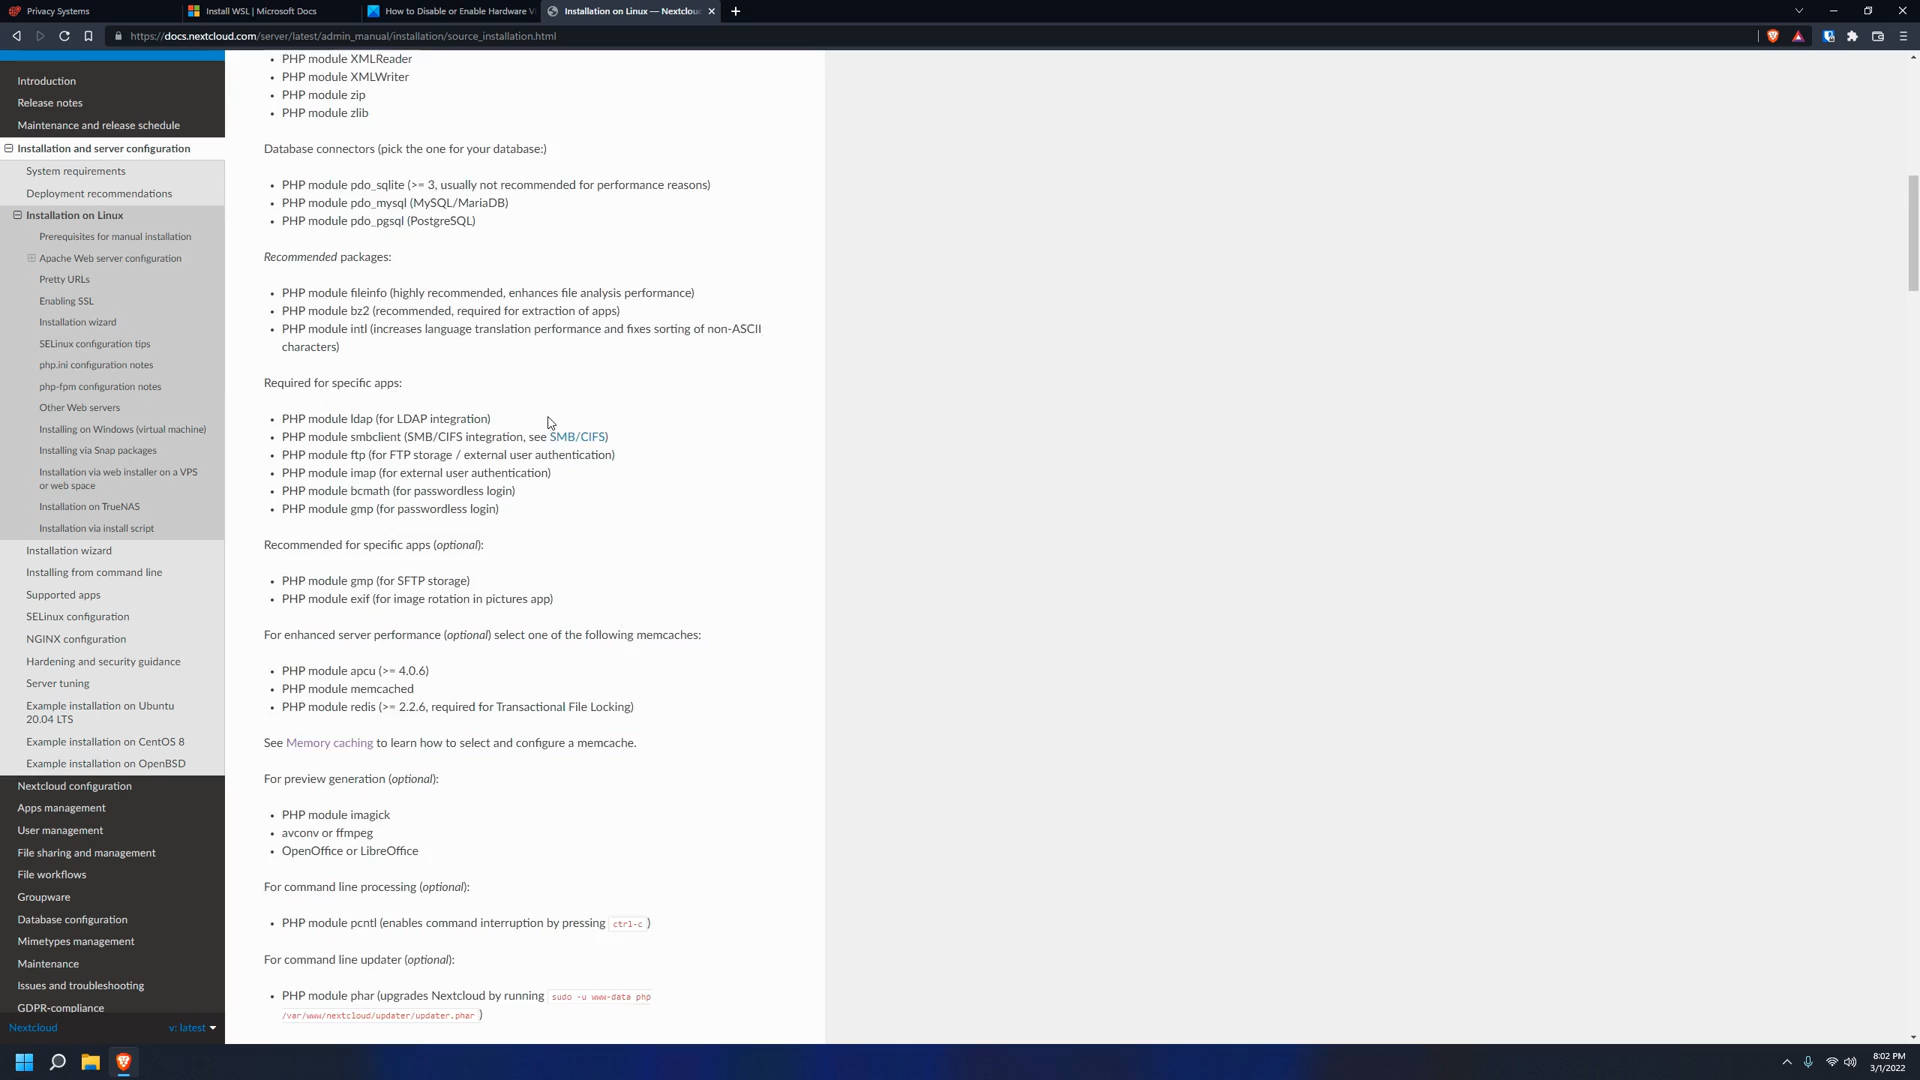 Privacy Systems
Install WSL | Microsoft Docs
How to Disable or Enable Hardware V
Installation on Linux — Nextcloud
https://docs.nextcloud.com/server/latest/admin_manual/installation/source_installation.html
Introduction
Release notes
Maintenance and release schedule
Installation and server configuration
System requirements
Deployment recommendations
Installation on Linux
Prerequisites for manual installation
Apache Web server configuration
Pretty URLs
Enabling SSL
Installation wizard
SELinux configuration tips
php.ini configuration notes
php-fpm configuration notes
Other Web servers
Installing on Windows (virtual machine)
Installing via Snap packages
Installation via web installer on a VPS
or web space
Installation on TrueNAS
Installation via install script
Installation wizard
Installing from command line
Supported apps
SELinux configuration
NGINX configuration
Hardening and security guidance
Server tuning
Example installation on Ubuntu
20.04 LTS
Example installation on CentOS 8
Example installation on OpenBSD
Nextcloud configuration
Apps management
User management
File sharing and management
File workflows
Groupware
Database configuration
Mimetypes management
Maintenance
Issues and troubleshooting
GDPR-compliance
Nextcloud
v: latest
PHP module XMLReader
PHP module XMLWriter
PHP module zip
PHP module zlib
Database connectors (pick the one for your database:)
PHP module pdo_sqlite (>= 3, usually not recommended for performance reasons)
PHP module pdo_mysql (MySQL/MariaDB)
PHP module pdo_pgsql (PostgreSQL)
Recommended packages:
PHP module fileinfo (highly recommended, enhances file analysis performance)
PHP module bz2 (recommended, required for extraction of apps)
PHP module intl (increases language translation performance and fixes sorting of non-ASCII
characters)
Required for specific apps:
PHP module ldap (for LDAP integration)
PHP module smbclient (SMB/CIFS integration, see SMB/CIFS)
PHP module ftp (for FTP storage / external user authentication)
PHP module imap (for external user authentication)
PHP module bcmath (for passwordless login)
PHP module gmp (for passwordless login)
Recommended for specific apps (optional):
PHP module gmp (for SFTP storage)
PHP module exif (for image rotation in pictures app)
For enhanced server performance (optional) select one of the following memcaches:
PHP module apcu (>= 4.0.6)
PHP module memcached
PHP module redis (>= 2.2.6, required for Transactional File Locking)
See Memory caching to learn how to select and configure a memcache.
For preview generation (optional):
PHP module imagick
avconv or ffmpeg
OpenOffice or LibreOffice
For command line processing (optional):
PHP module pcntl (enables command interruption by pressing ctrl-c )
For command line updater (optional):
PHP module phar (upgrades Nextcloud by running sudo -u www-data php
/var/www/nextcloud/updater/updater.phar )
8:02 PM
3/1/2022